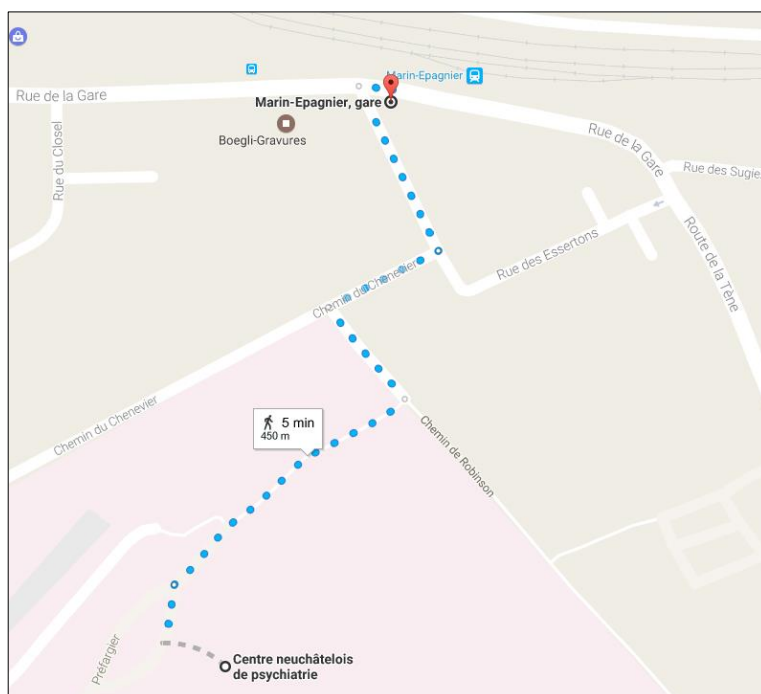 Marin-Epagnier
Rue de la Gare
Marin-Epagnier, gare
Boegli-Gravures
Rue du Closel
Rue de la Gare
Rue des Sugie
Rue des Essertons
Route de la Tène
Chemin du Chenevier
Chemin du Chenevier
5 min
450 m
Chemin de Robinson
Préfargier
Centre neuchâtelois
de psychiatrie